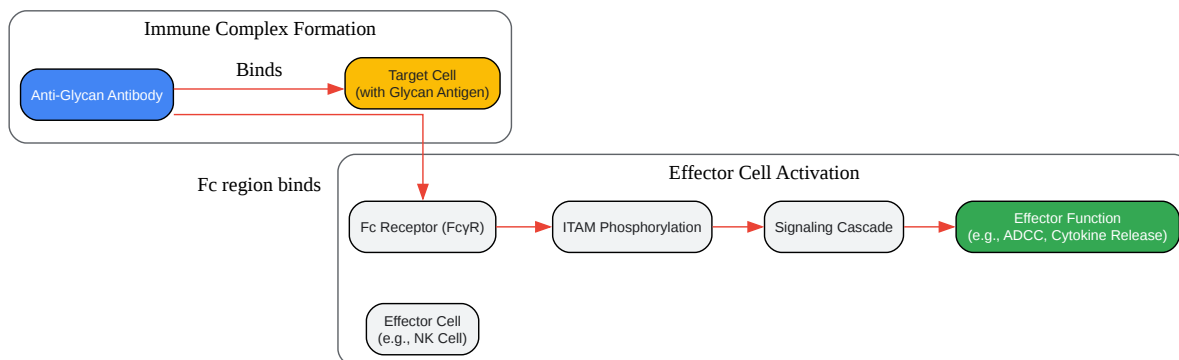 Immune Complex Formation
Binds
Anti-Glycan Antibody
Target Cell
(with Glycan Antigen)
Fc region binds
Effector Cell Activation
Fc Receptor (FcγR)
ITAM Phosphorylation
Signaling Cascade
Effector Function
(e.g., ADCC, Cytokine Release)
Effector Cell
(e.g., NK Cell)